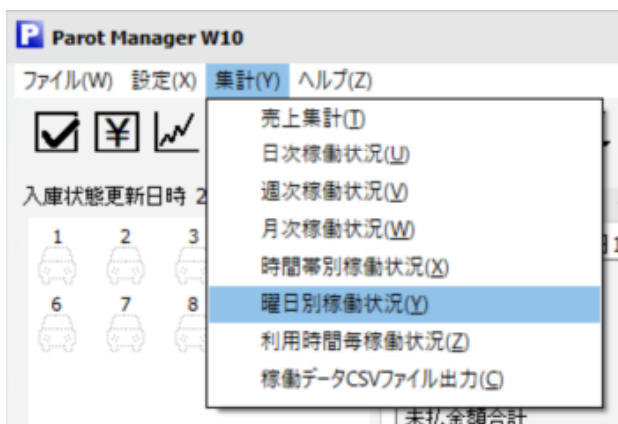 P Parot Manager W10
ファイル(W) 設定(X) 集計(Y) ヘルプ(Z)
売上集計(T)
日次稼働状況(U)
週次稼働状況(V)
月次稼働状況(W)
時間帯別稼働状況(X)
曜日別稼働状況(Y)
利用時間毎稼働状況(Z)
稼働データCSVファイル出力(C)
¥
入庫状態更新日時 2
1 2 3
6 7 8
未払金額合計